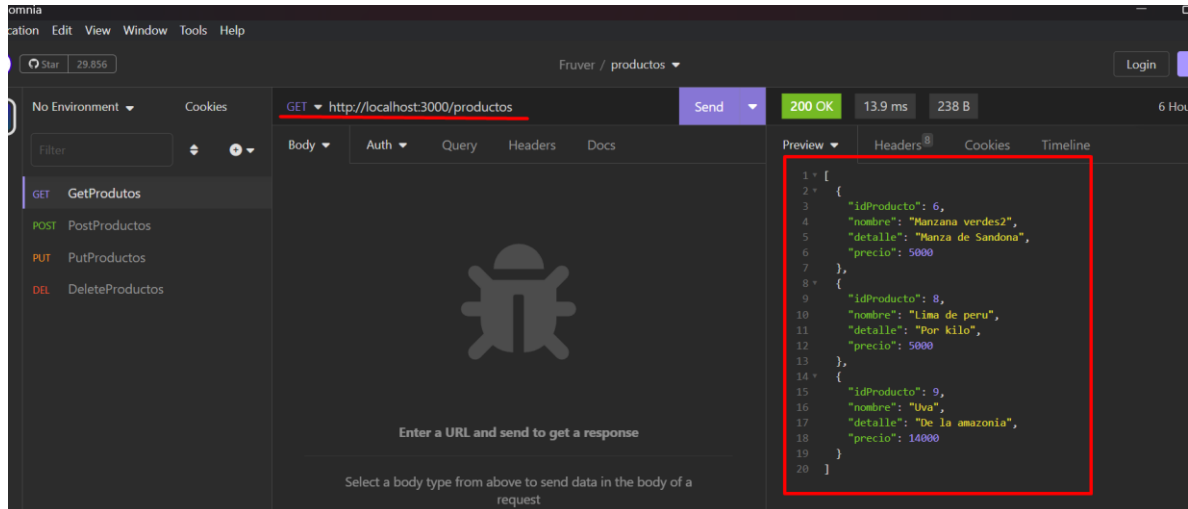 omnia
cation Edit View Window Tools Help
Star 29.856
Fruver / productos
Login
No Environment
Cookies
GET http://localhost:3000/productos
Send
200 OK 13.9 ms 238 B
6 Hou
Filter
Body Auth Query Headers Docs
Preview Headers 8 Cookies Timeline
GET GetProdutos
POST PostProductos
PUT PutProductos
DEL DeleteProductos
Enter a URL and send to get a response
Select a body type from above to send data in the body of a
request
1 [
2 {
3 "idProducto": 6,
4 "nombre": "Manzana verdes2",
5 "detalle": "Manza de Sandona",
6 "precio": 5000
7 },
8 {
9 "idProducto": 8,
10 "nombre": "Lima de peru",
11 "detalle": "Por kilo",
12 "precio": 5000
13 },
14 {
15 "idProducto": 9,
16 "nombre": "Uva",
17 "detalle": "De la amazonia",
18 "precio": 14000
19 }
20 ]